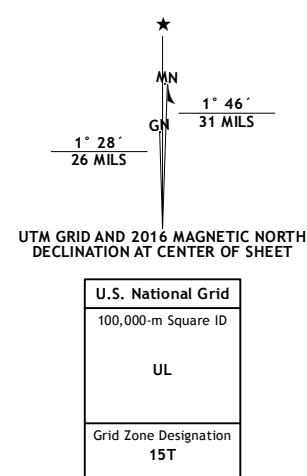 ★
MN
1° 46´
31 MILS
GN
1° 28´
26 MILS
UTM GRID AND 2016 MAGNETIC NORTH
DECLINATION AT CENTER OF SHEET
U.S. National Grid
100,000-m Square ID
UL
Grid Zone Designation
15T